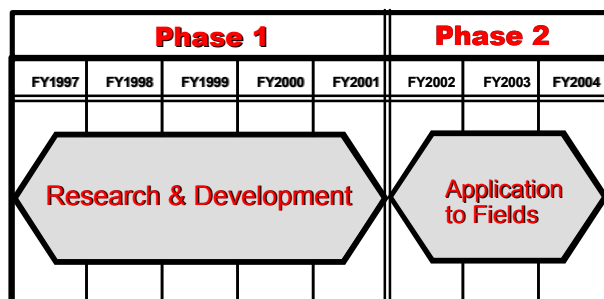 Phase 1 Phase 2
FY1997 FY1998 FY1999 FY2000 FY2001 FY2002 FY2003 FY2004
Research & Development
Application
to Fields